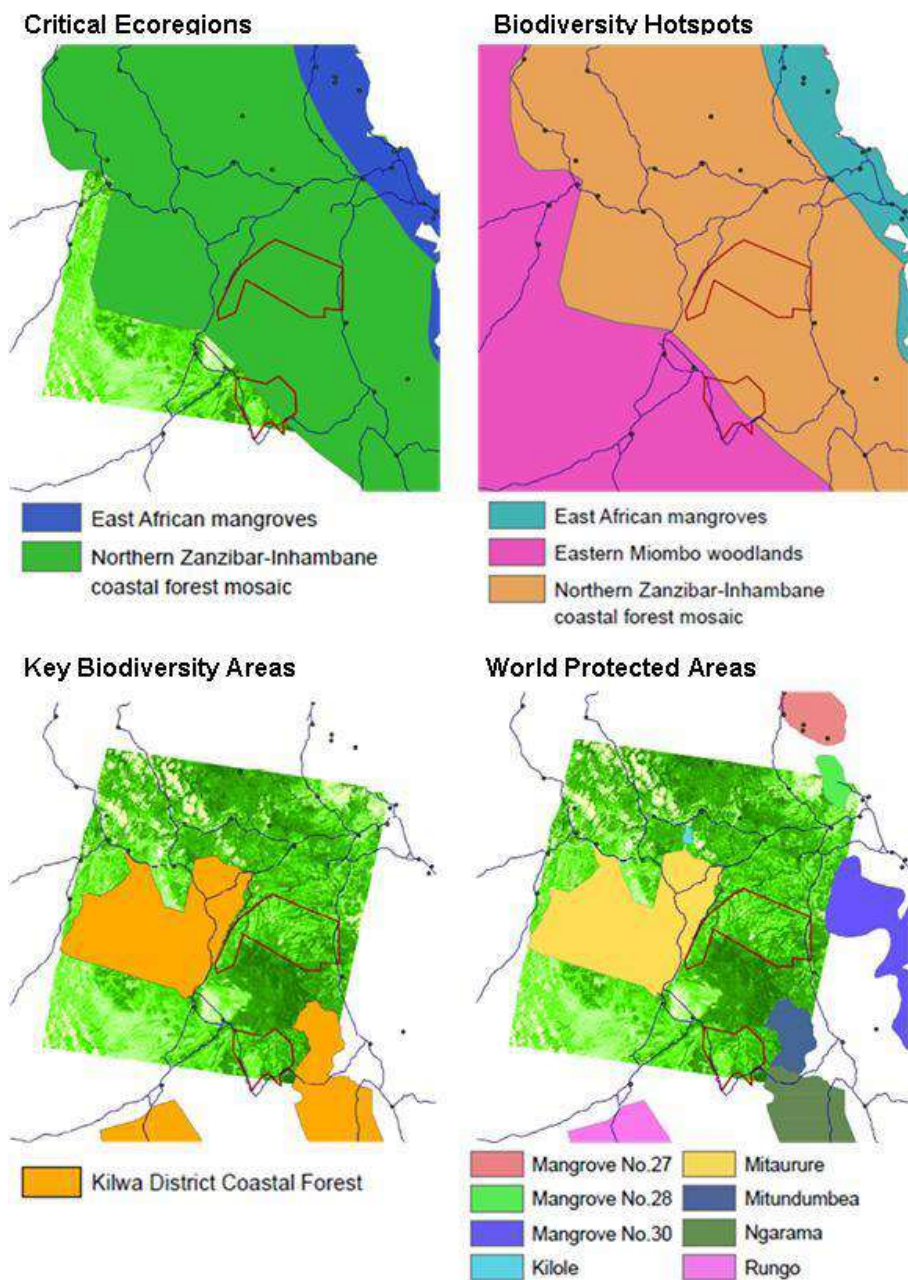 Critical Ecoregions
Biodiversity Hotspots
East African mangroves
Northern Zanzibar-Inhambane
coastal forest mosaic
East African mangroves
Eastern Miombo woodlands
Northern Zanzibar-Inhambane
coastal forest mosaic
Key Biodiversity Areas
World Protected Areas
Kilwa District Coastal Forest
Mangrove No.27
Mangrove No.28
Mangrove No.30
Kilole
Mitaurure
Mitundumbea
Ngarama
Rungo